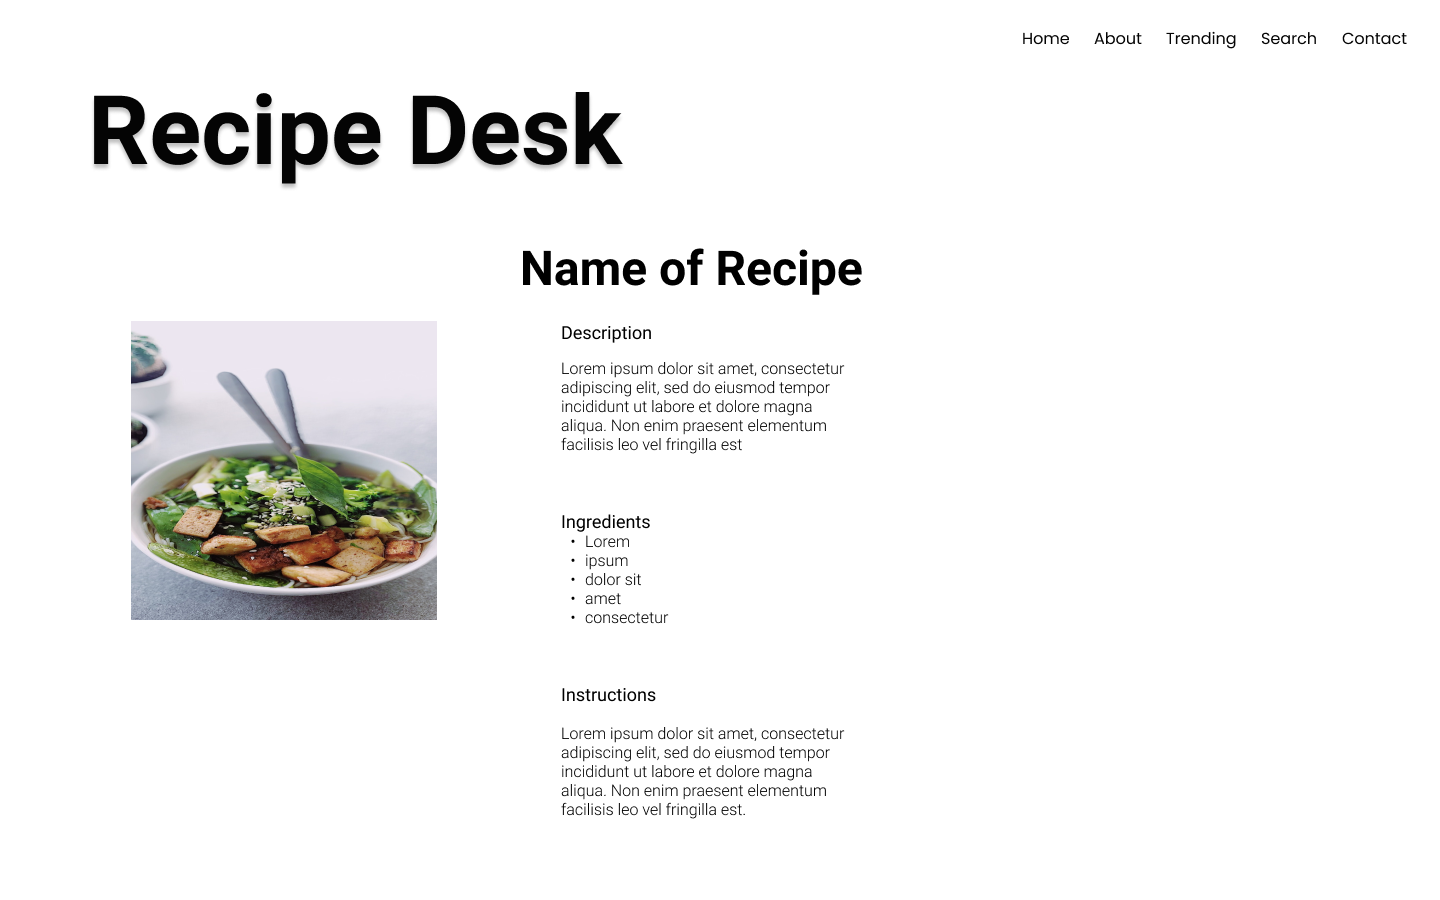 Home About Trending Search Contact
Recipe Desk
Name of Recipe
Description
Lorem ipsum dolor sit amet, consectetur
adipiscing elit, sed do eiusmod tempor
incididunt ut labore et dolore magna
aliqua. Non enim praesent elementum
facilisis leo vel fringilla est
Ingredients
• Lorem
• ipsum
• dolor sit
• amet
• consectetur
Instructions
Lorem ipsum dolor sit amet, consectetur
adipiscing elit, sed do eiusmod tempor
incididunt ut labore et dolore magna
aliqua. Non enim praesent elementum
facilisis leo vel fringilla est.